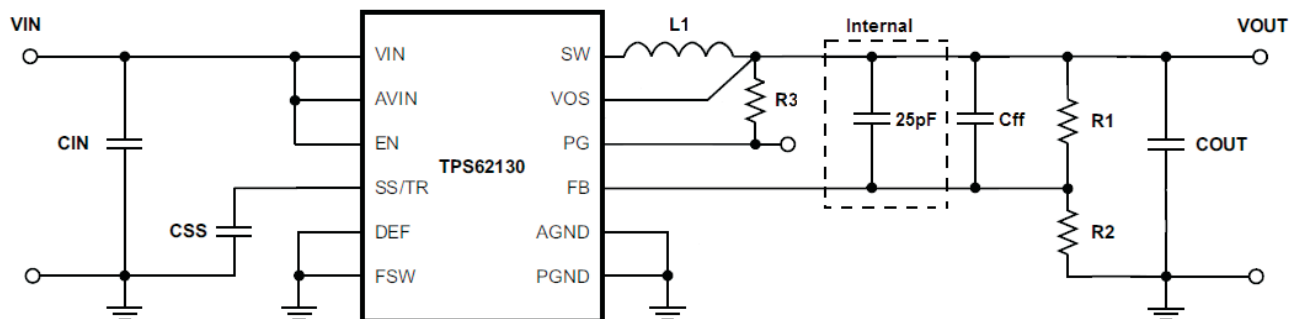 VIN
L1
Internal
VOUT
VIN
SW
AVIN
VOS
R3
CIN
EN
PG
25pF
Cff
R1
COUT
TPS62130
SS/TR
FB
CSS
DEF
AGND
R2
FSW
PGND